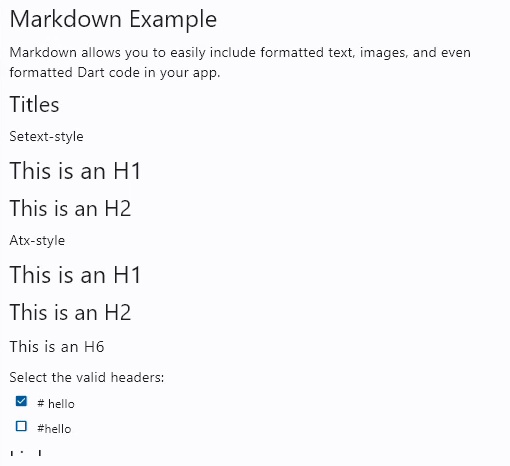 Markdown Example
Markdown allows you to easily include formatted text, images, and even
formatted Dart code in your app.
Titles
Setext-style
This is an H1
This is an H2
Atx-style
This is an H1
This is an H2
This is an H6
Select the valid headers:
# hello
#hello